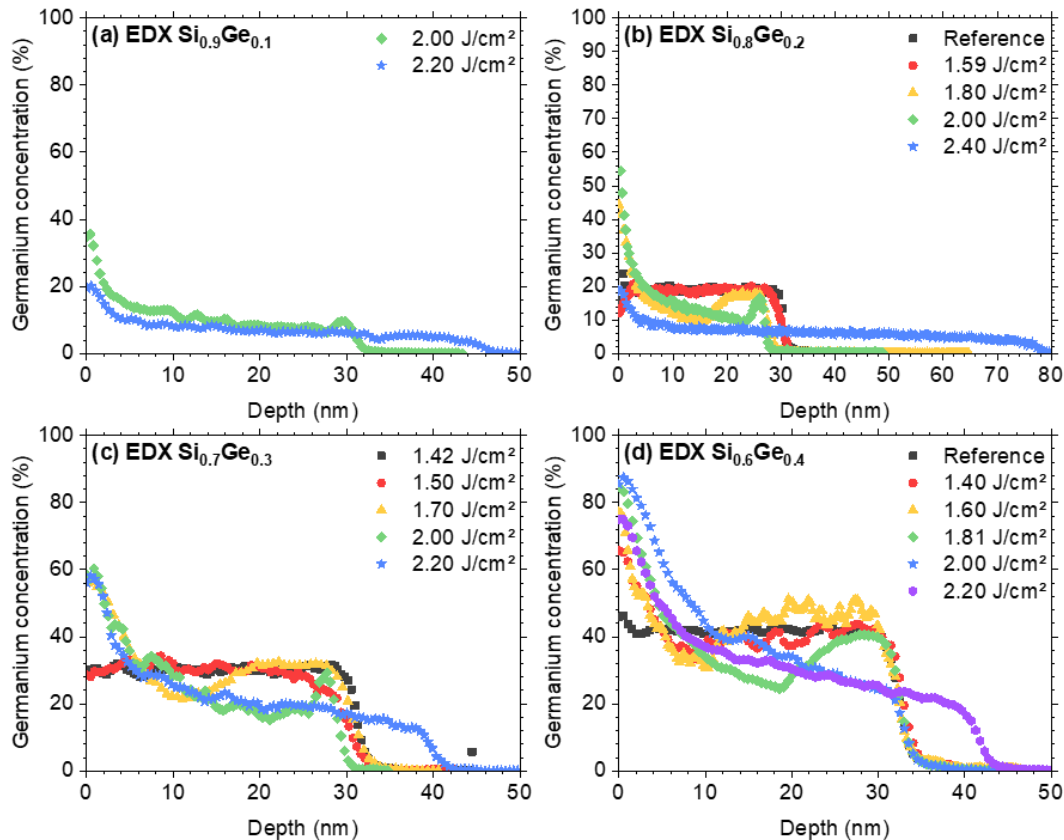 (a) EDX Si0.9Ge0.1
2.00 J/cm²
2.20 J/cm²
100
80
60
40
20
0
Germanium concentration (%)
0 10 20 30 40 50
Depth (nm)
(b) EDX Si0.8Ge0.2
Reference
1.59 J/cm²
1.80 J/cm²
2.00 J/cm²
2.40 J/cm²
100
90
80
70
60
50
40
30
20
10
0
Germanium concentration (%)
0 10 20 30 40 50 60 70 80
Depth (nm)
(c) EDX Si0.7Ge0.3
1.42 J/cm²
1.50 J/cm²
1.70 J/cm²
2.00 J/cm²
2.20 J/cm²
100
80
60
40
20
0
Germanium concentration (%)
0 10 20 30 40 50
Depth (nm)
(d) EDX Si0.6Ge0.4
Reference
1.40 J/cm²
1.60 J/cm²
1.81 J/cm²
2.00 J/cm²
2.20 J/cm²
100
80
60
40
20
0
Germanium concentration (%)
0 10 20 30 40 50
Depth (nm)